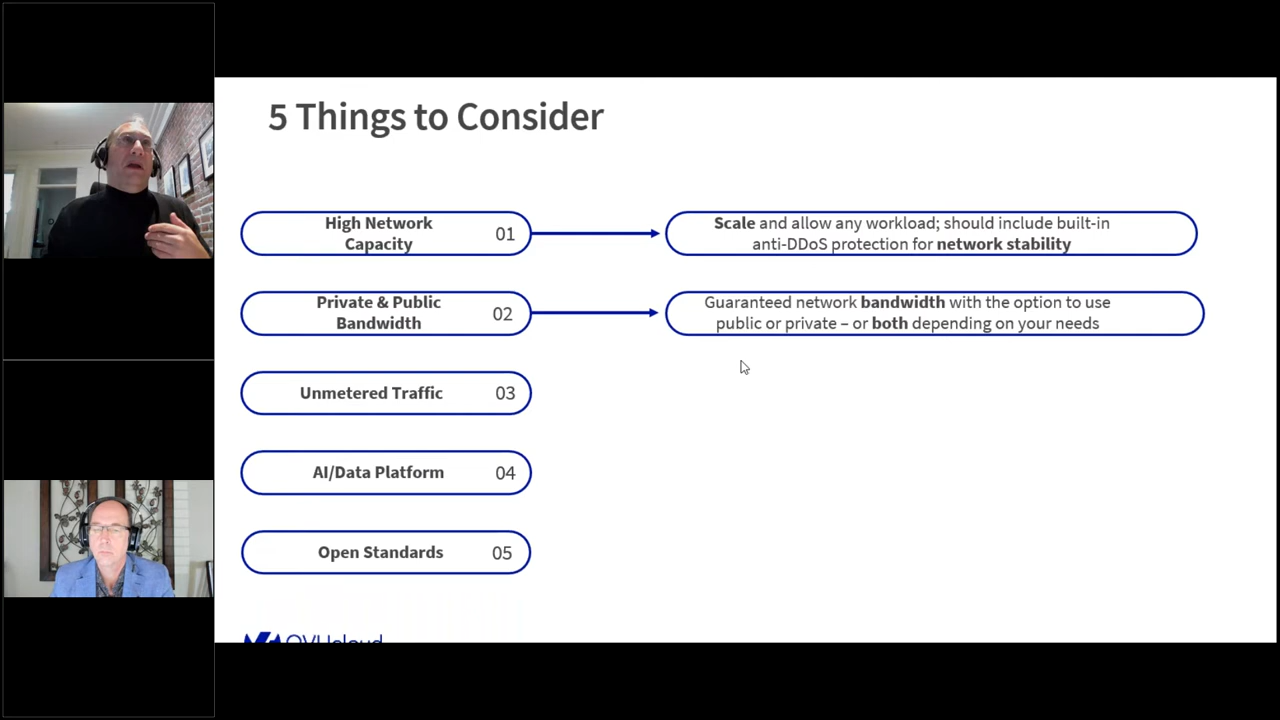 5 Things to Consider
High Network
Capacity
01
Scale and allow any workload; should include built-in
anti-DDoS protection for network stability
Private & Public
Bandwidth
02
Guaranteed network bandwidth with the option to use
public or private – or both depending on your needs
Unmetered Traffic
03
AI/Data Platform
04
Open Standards
05
OVHcloud